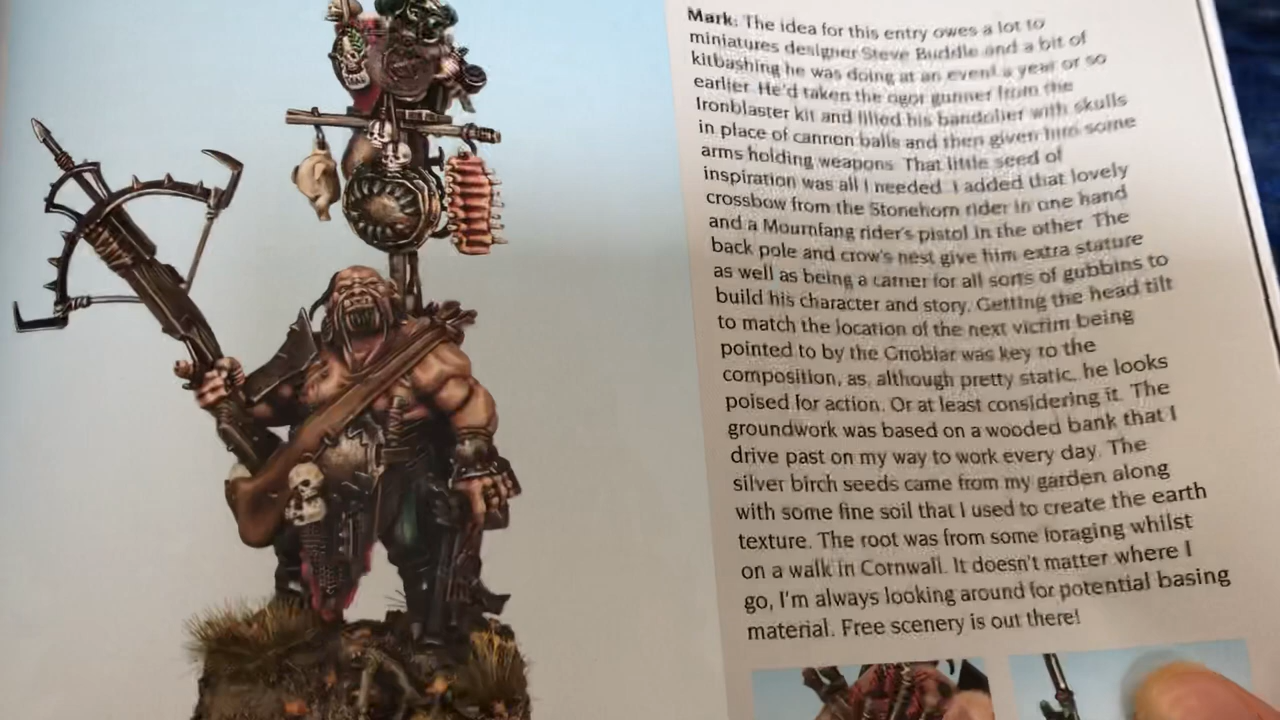 Mark: The idea for this entry owes a lot to
miniatures designer Steve Buddle and a bit of
kitbashing he was doing at an event a year or so
earlier. He'd taken the ogor gunner from the
Ironblaster kit and filled his bandolier with skulls
in place of cannon balls and then given him some
arms holding weapons. That little seed of
inspiration was all I needed. I added that lovely
crossbow from the Stonehorn rider in one hand
and a Mournfang rider's pistol in the other. The
back pole and crow's nest give him extra stature
as well as being a carrier for all sorts of gubbins to
build his character and story. Getting the head tilt
to match the location of the next victim being
pointed to by the Gnoblar was key to the
composition, as, although pretty static, he looks
poised for action. Or at least considering it. The
groundwork was based on a wooded bank that I
drive past on my way to work every day. The
silver birch seeds came from my garden along
with some fine soil that I used to create the earth
texture. The root was from some foraging whilst
on a walk in Cornwall. It doesn't matter where I
go, I'm always looking around for potential basing
material. Free scenery is out there!